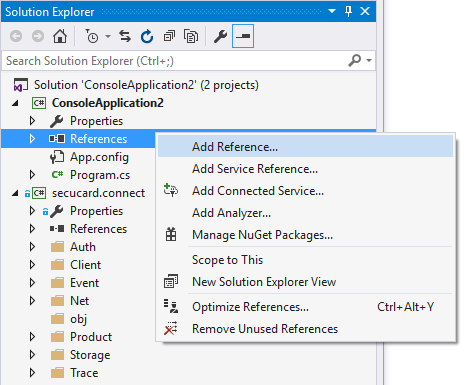 Solution Explorer
Search Solution Explorer (Ctrl+;)
Solution 'ConsoleApplication2' (2 projects)
C# ConsoleApplication2
Properties
References
App.config
C# Program.cs
C# secucard.connect
Properties
References
Auth
Client
Event
Net
obj
Product
Storage
Trace
Add Reference...
Add Service Reference...
Add Connected Service...
Add Analyzer...
Manage NuGet Packages...
Scope to This
New Solution Explorer View
Optimize References... Ctrl+Alt+Y
Remove Unused References